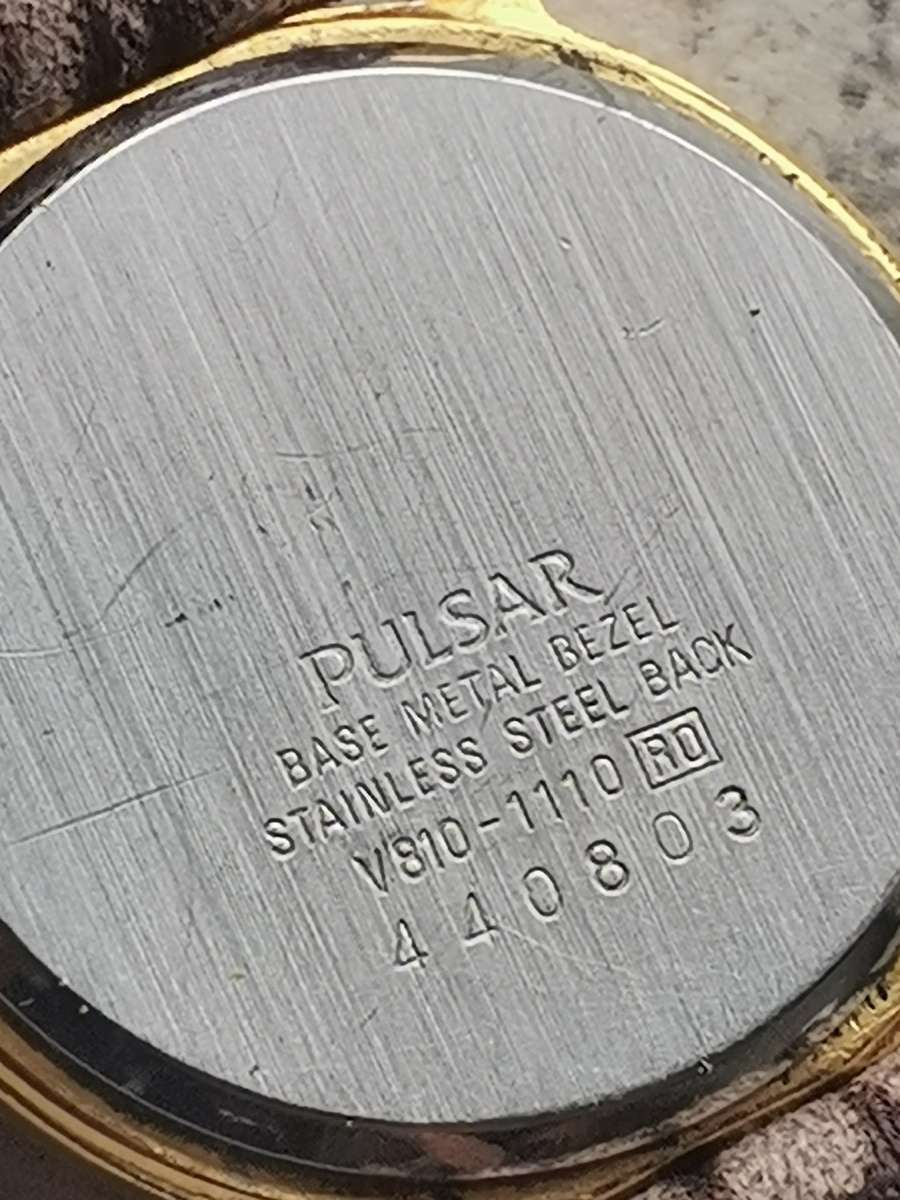 PULSAR
BASE METAL BEZEL
STAINLESS STEEL BACK
V810-1110 RO
440803